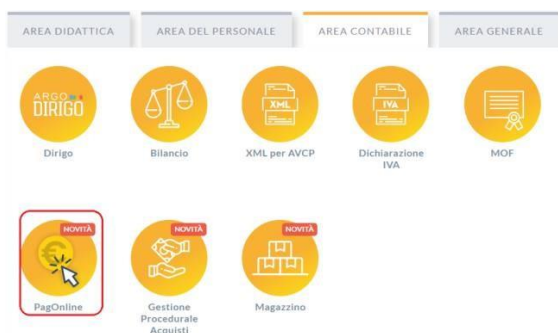 AREA DIDATTICA
AREA DEL PERSONALE
AREA CONTABILE
AREA GENERALE
ARGO
DIRIGO
XML
IVA
Dirigo
Bilancio
XML per AVCP
Dichiarazione
IVA
MOF
NOVITÀ
NOVITÀ
NOVITÀ
PagOnline
Gestione
Procedurale
Acquisti
Magazzino